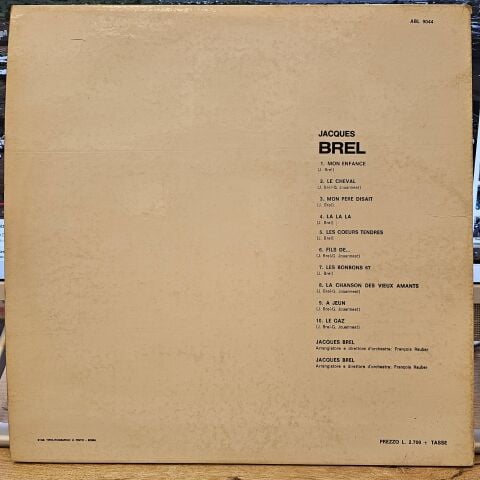 ABL 9044
JACQUES
BREL
1. MON ENFANCE
(J. Brel)
2. LE CHEVAL
(J. Brel-G. Jouannest)
3. MON PERE DISAIT
(J. Brel)
4. LA LA LA
(J. Brel)
5. LES COEURS TENDRES
(J. Brel)
6. FILS DE...
(J. Brel-G. Jouannest)
7. LES BONBONS 67
(J. Brel)
8. LA CHANSON DES VIEUX AMANTS
(J. Brel-G. Jouannest)
9. A JEUN
(J. Brel-G. Jouannest)
10. LE GAZ
(J. Brel-G. Jouannest)
JACQUES BREL
Arrangiatore e direttore d'orchestra: François Rauber
JACQUES BREL
Arrangiatore e direttore d'orchestra: François Rauber
ROMA
PREZZO L. 2.700 + TASSE